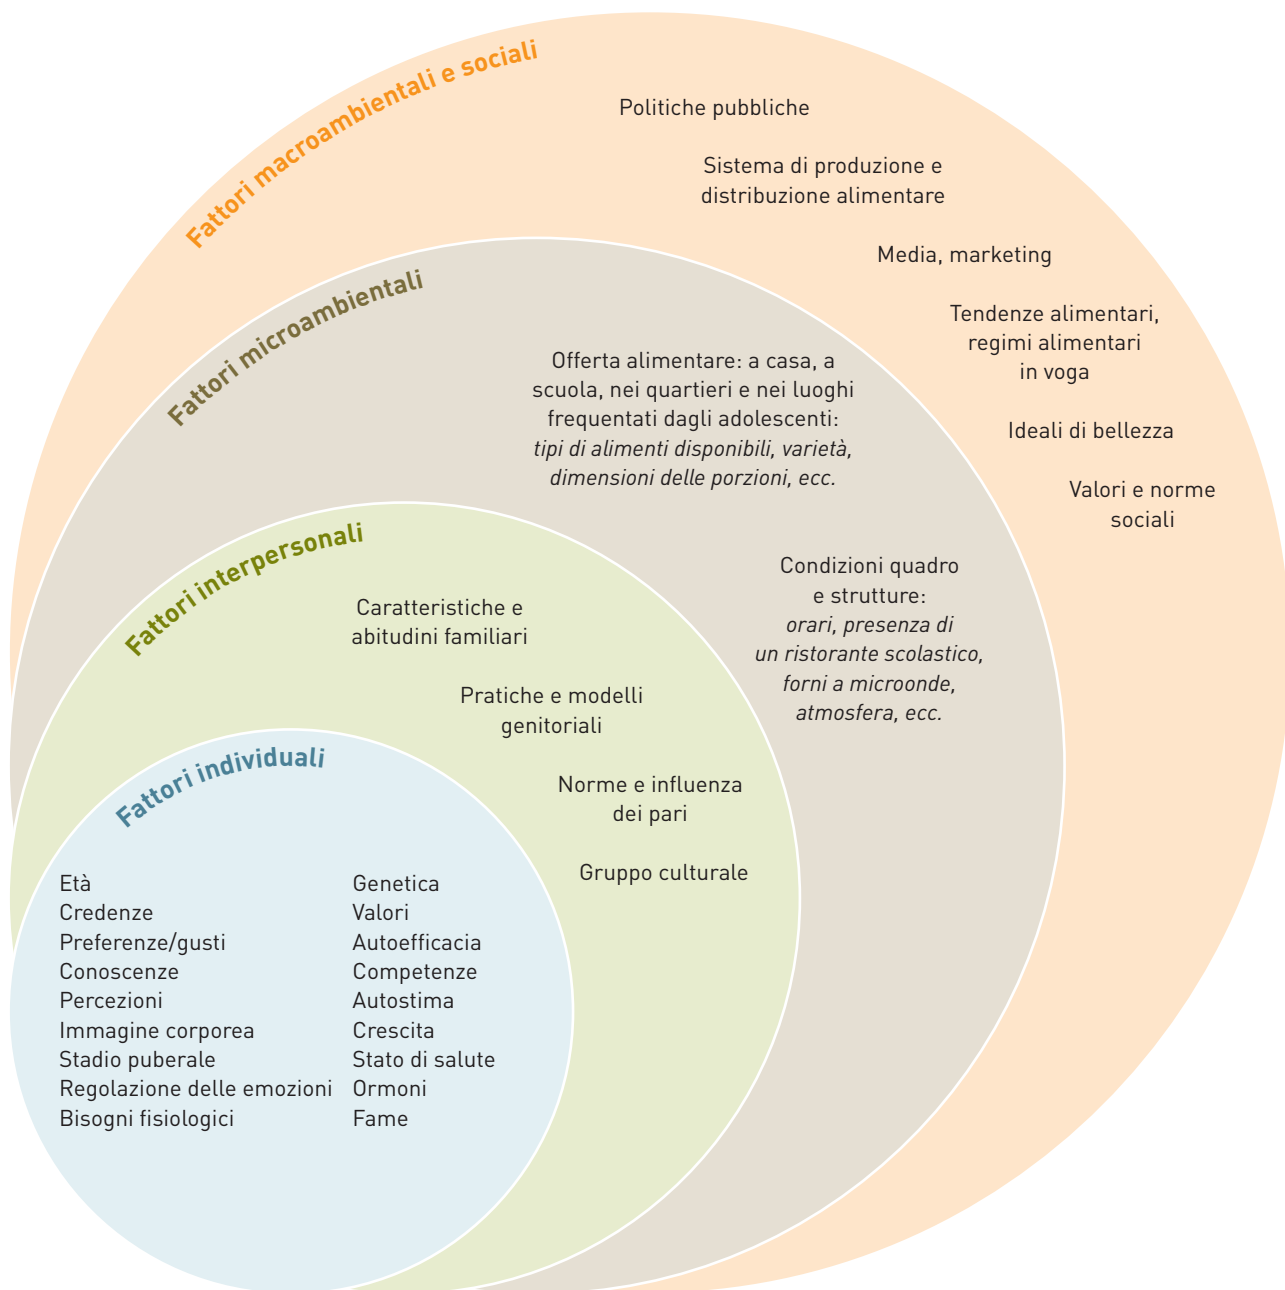 Fattori macroambientali e sociali
Politiche pubbliche
Sistema di produzione e
distribuzione alimentare
Media, marketing
Tendenze alimentari,
regimi alimentari
in voga
Ideali di bellezza
Valori e norme
sociali
Fattori microambientali
Offerta alimentare: a casa, a
scuola, nei quartieri e nei luoghi
frequentati dagli adolescenti:
tipi di alimenti disponibili, varietà,
dimensioni delle porzioni, ecc.
Condizioni quadro
e strutture:
orari, presenza di
un ristorante scolastico,
forni a microonde,
atmosfera, ecc.
Fattori interpersonali
Caratteristiche e
abitudini familiari
Pratiche e modelli
genitoriali
Norme e influenza
dei pari
Gruppo culturale
Fattori individuali
Età
Credenze
Preferenze/gusti
Conoscenze
Percezioni
Immagine corporea
Stadio puberale
Regolazione delle emozioni
Bisogni fisiologici
Genetica
Valori
Autoefficacia
Competenze
Autostima
Crescita
Stato di salute
Ormoni
Fame